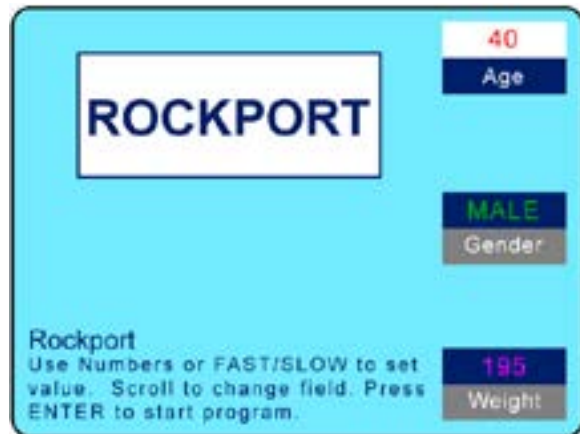 40
Age
ROCKPORT
MALE
Gender
Rockport
Use Numbers or FAST/SLOW to set
value. Scroll to change field. Press
ENTER to start program.
195
Weight